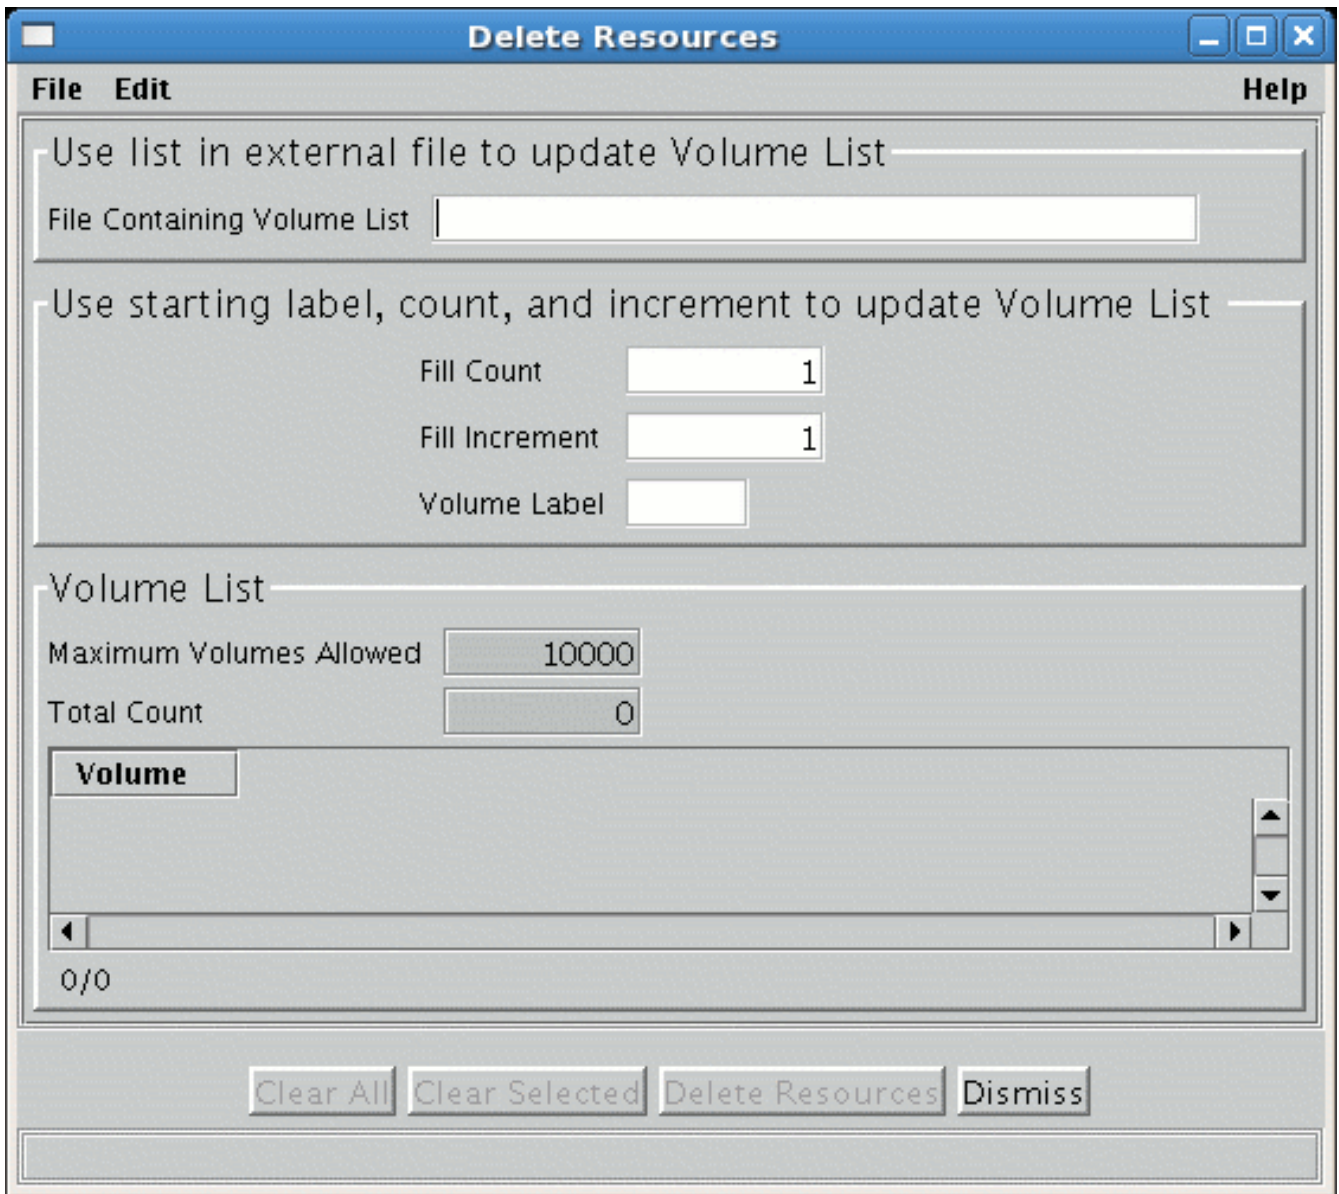 Delete Resources
File Edit Help
Use list in external file to update Volume List
File Containing Volume List
Use starting label, count, and increment to update Volume List
Fill Count 1
Fill Increment 1
Volume Label
Volume List
Maximum Volumes Allowed 10000
Total Count 0
Volume
0/0
Clear All Clear Selected Delete Resources Dismiss